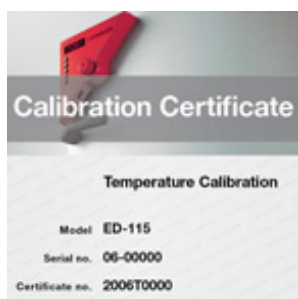 Calibration Certificate
Temperature Calibration
Model ED-115
Serial no. 06-00000
Certificate no. 2006T0000